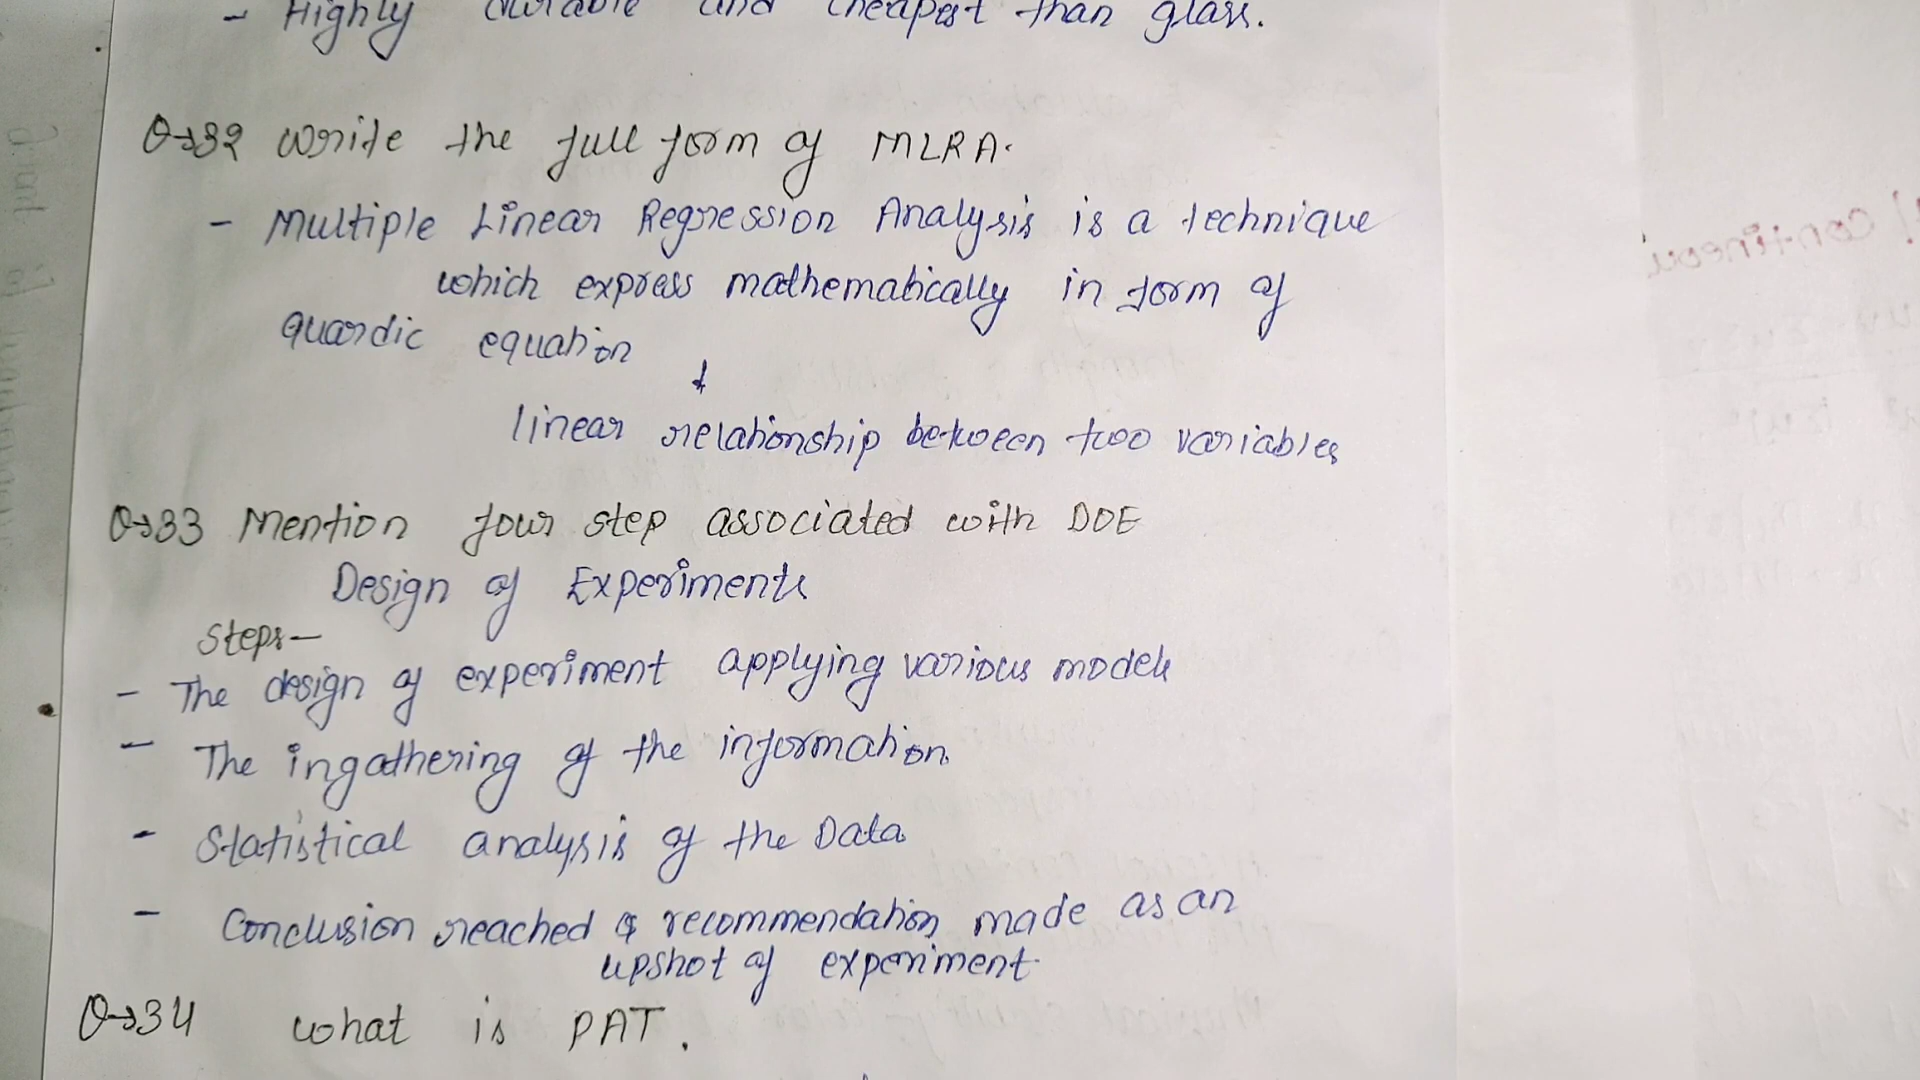 - Highly durable and cheapest than glass.
Q→32 Write the full form of MLRA.
- Multiple Linear Regression Analysis is a technique
which express mathematically in form of
quardic equation
↓
linear relationship between two variables
Q→33 Mention four step associated with DOE
Design of Experiments
Steps—
- The design of experiment applying various models
- The ingathering of the information.
- Statistical analysis of the Data
- Conclusion reached & recommendation made as an
upshot of experiment.
Q→34 What is PAT.